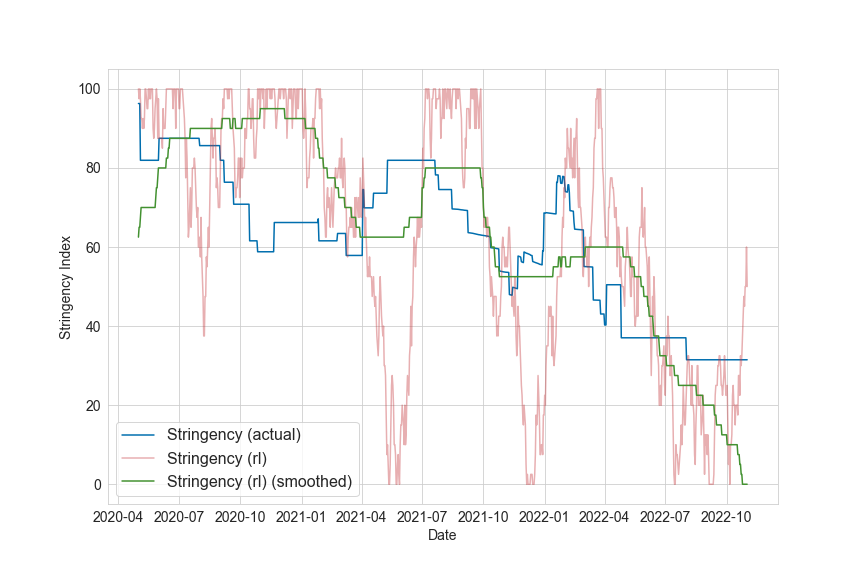 100
80
60
40
20
0
Stringency Index
Stringency (actual)
Stringency (rl)
Stringency (rl) (smoothed)
2020-04 2020-07 2020-10 2021-01 2021-04 2021-07 2021-10 2022-01 2022-04 2022-07 2022-10
Date